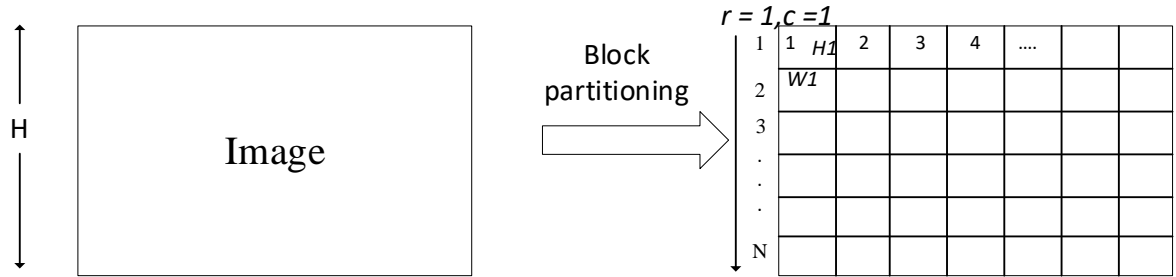 H
Image
Block
partitioning
r = 1,c =1
1 1 H1 2 3 4 ....
2 W1
3
.
.
.
N